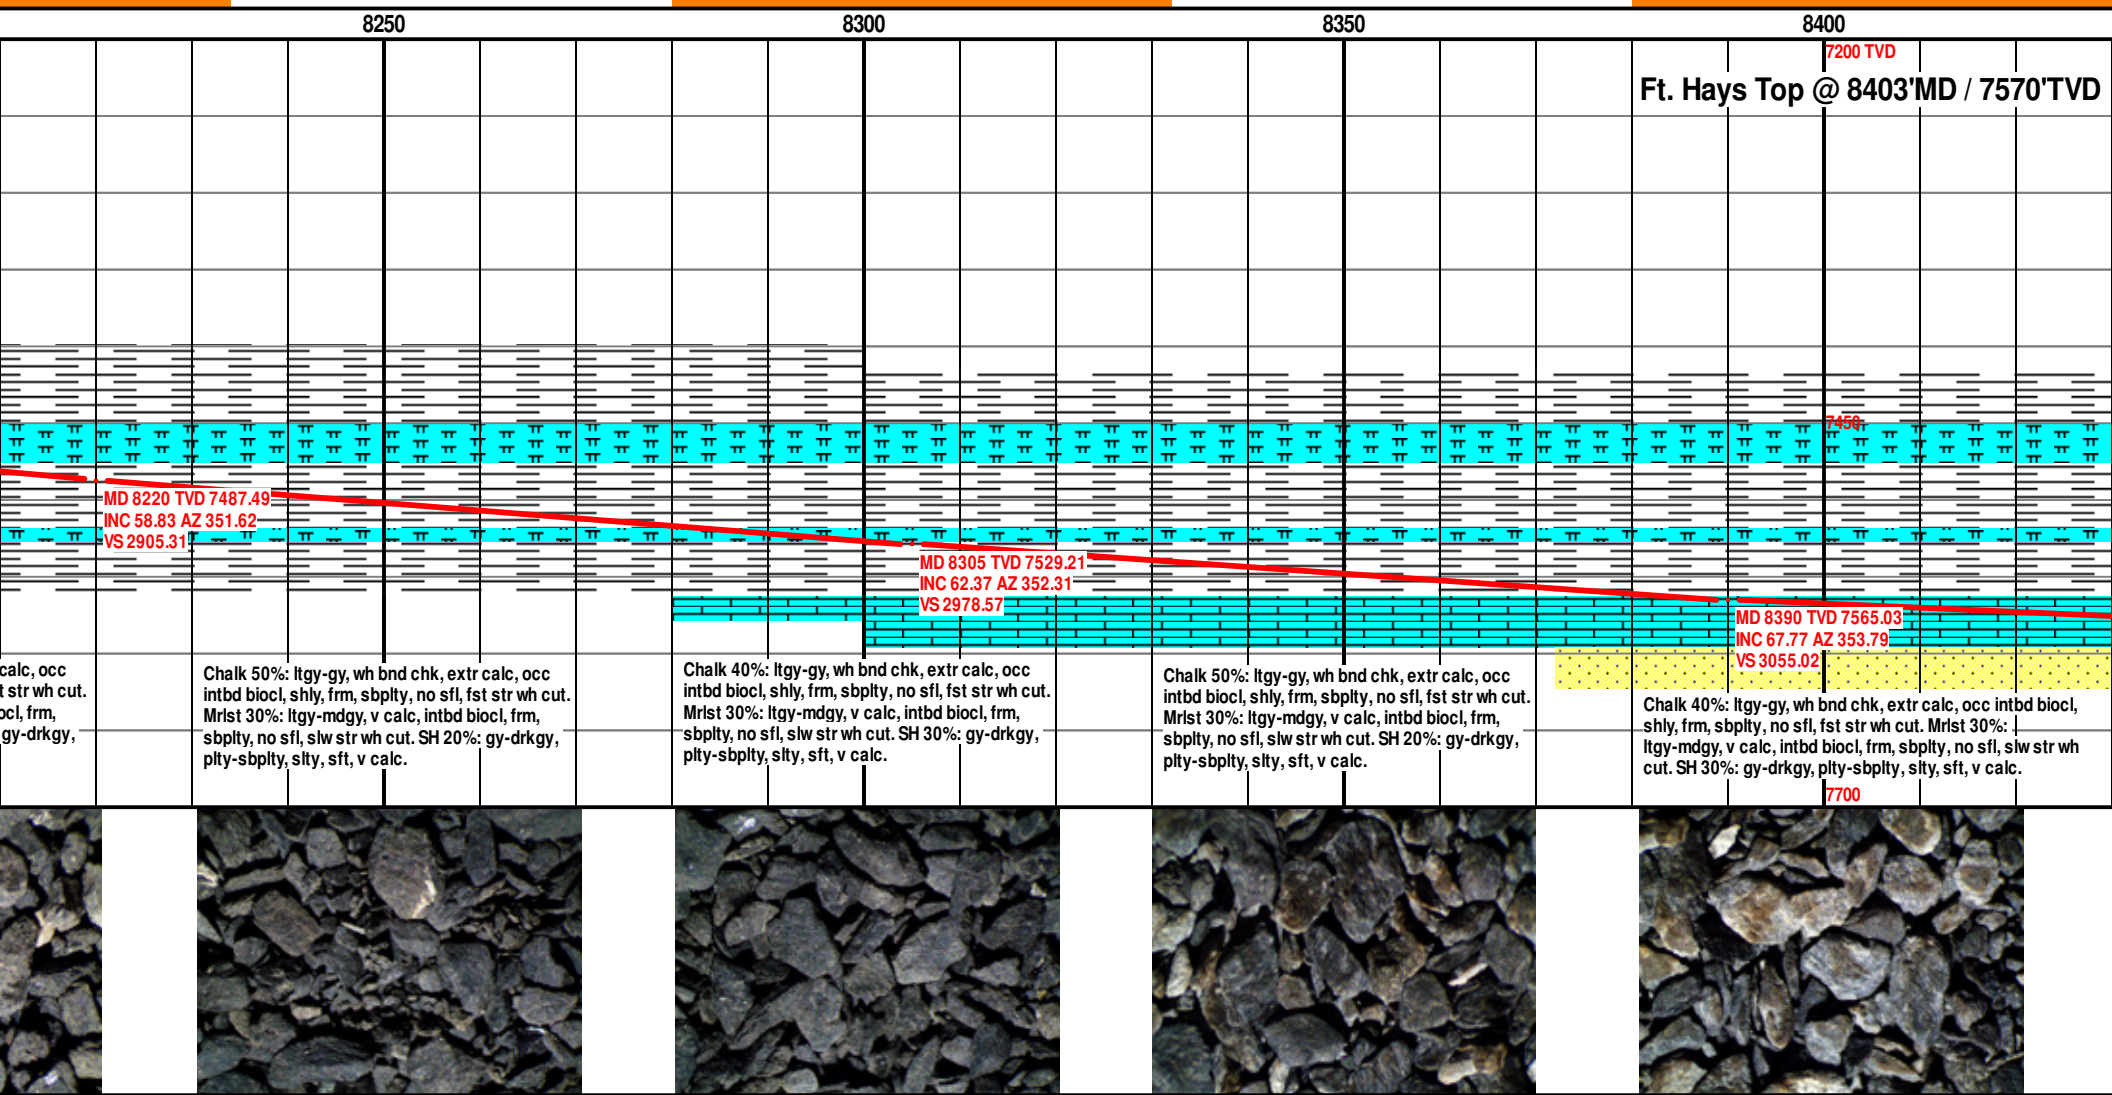 8250
8300
8350
8400
7200 TVD
Ft. Hays Top @ 8403'MD / 7570'TVD
7450
MD 8220 TVD 7487.49
INC 58.83 AZ 351.62
VS 2905.31
MD 8305 TVD 7529.21
INC 62.37 AZ 352.31
VS 2978.57
MD 8390 TVD 7565.03
INC 67.77 AZ 353.79
VS 3055.02
calc, occ
t str wh cut.
ocl, frm,
gy-drkgy,
Chalk 50%: ltgy-gy, wh bnd chk, extr calc, occ
intbd biocl, shly, frm, sbplty, no sfl, fst str wh cut.
Mrlst 30%: ltgy-mdgy, v calc, intbd biocl, frm,
sbplty, no sfl, slw str wh cut. SH 20%: gy-drkgy,
plty-sbplty, slty, sft, v calc.
Chalk 40%: ltgy-gy, wh bnd chk, extr calc, occ
intbd biocl, shly, frm, sbplty, no sfl, fst str wh cut.
Mrlst 30%: ltgy-mdgy, v calc, intbd biocl, frm,
sbplty, no sfl, slw str wh cut. SH 30%: gy-drkgy,
plty-sbplty, slty, sft, v calc.
Chalk 50%: ltgy-gy, wh bnd chk, extr calc, occ
intbd biocl, shly, frm, sbplty, no sfl, fst str wh cut.
Mrlst 30%: ltgy-mdgy, v calc, intbd biocl, frm,
sbplty, no sfl, slw str wh cut. SH 20%: gy-drkgy,
plty-sbplty, slty, sft, v calc.
Chalk 40%: ltgy-gy, wh bnd chk, extr calc, occ intbd biocl,
shly, frm, sbplty, no sfl, fst str wh cut. Mrlst 30%:
ltgy-mdgy, v calc, intbd biocl, frm, sbplty, no sfl, slw str wh
cut. SH 30%: gy-drkgy, plty-sbplty, slty, sft, v calc.
7700